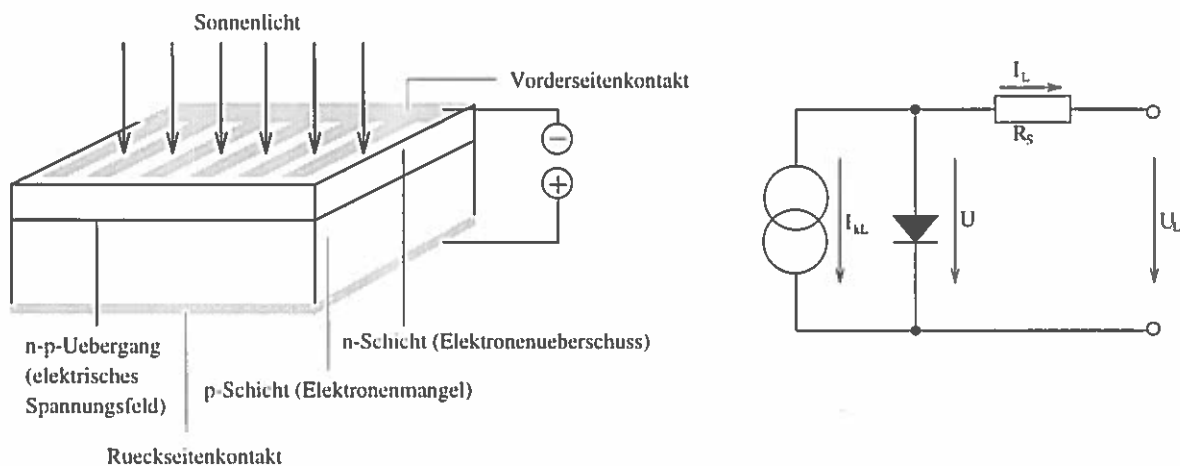 Sonnenlicht
Vorderseitenkontakt
−
+
n-p-Uebergang
(elektrisches
Spannungsfeld)
n-Schicht (Elektronenueberschuss)
p-Schicht (Elektronenmangel)
Rueckseitenkontakt
I_L
R_S
I_kL
U
U_L